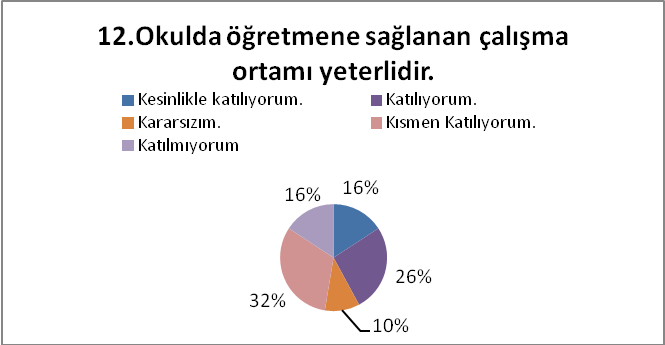 12.Okulda öğretmene sağlanan çalışma
ortamı yeterlidir.
Kesinlikle katılıyorum.
Katılıyorum.
Kararsızım.
Kısmen Katılıyorum.
Katılmıyorum
16%
16%
26%
32%
10%